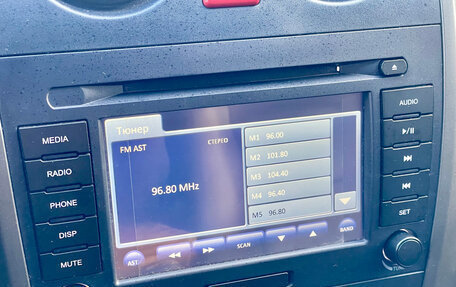 Тюнер
FM AST
СТЕРЕО
96.80 MHz
M1 96.00
M2 101.80
M3 104.40
M4 96.40
M5 96.80
AST
SCAN
BAND
MEDIA
RADIO
PHONE
DISP
MUTE
AUDIO
SET
TUNE